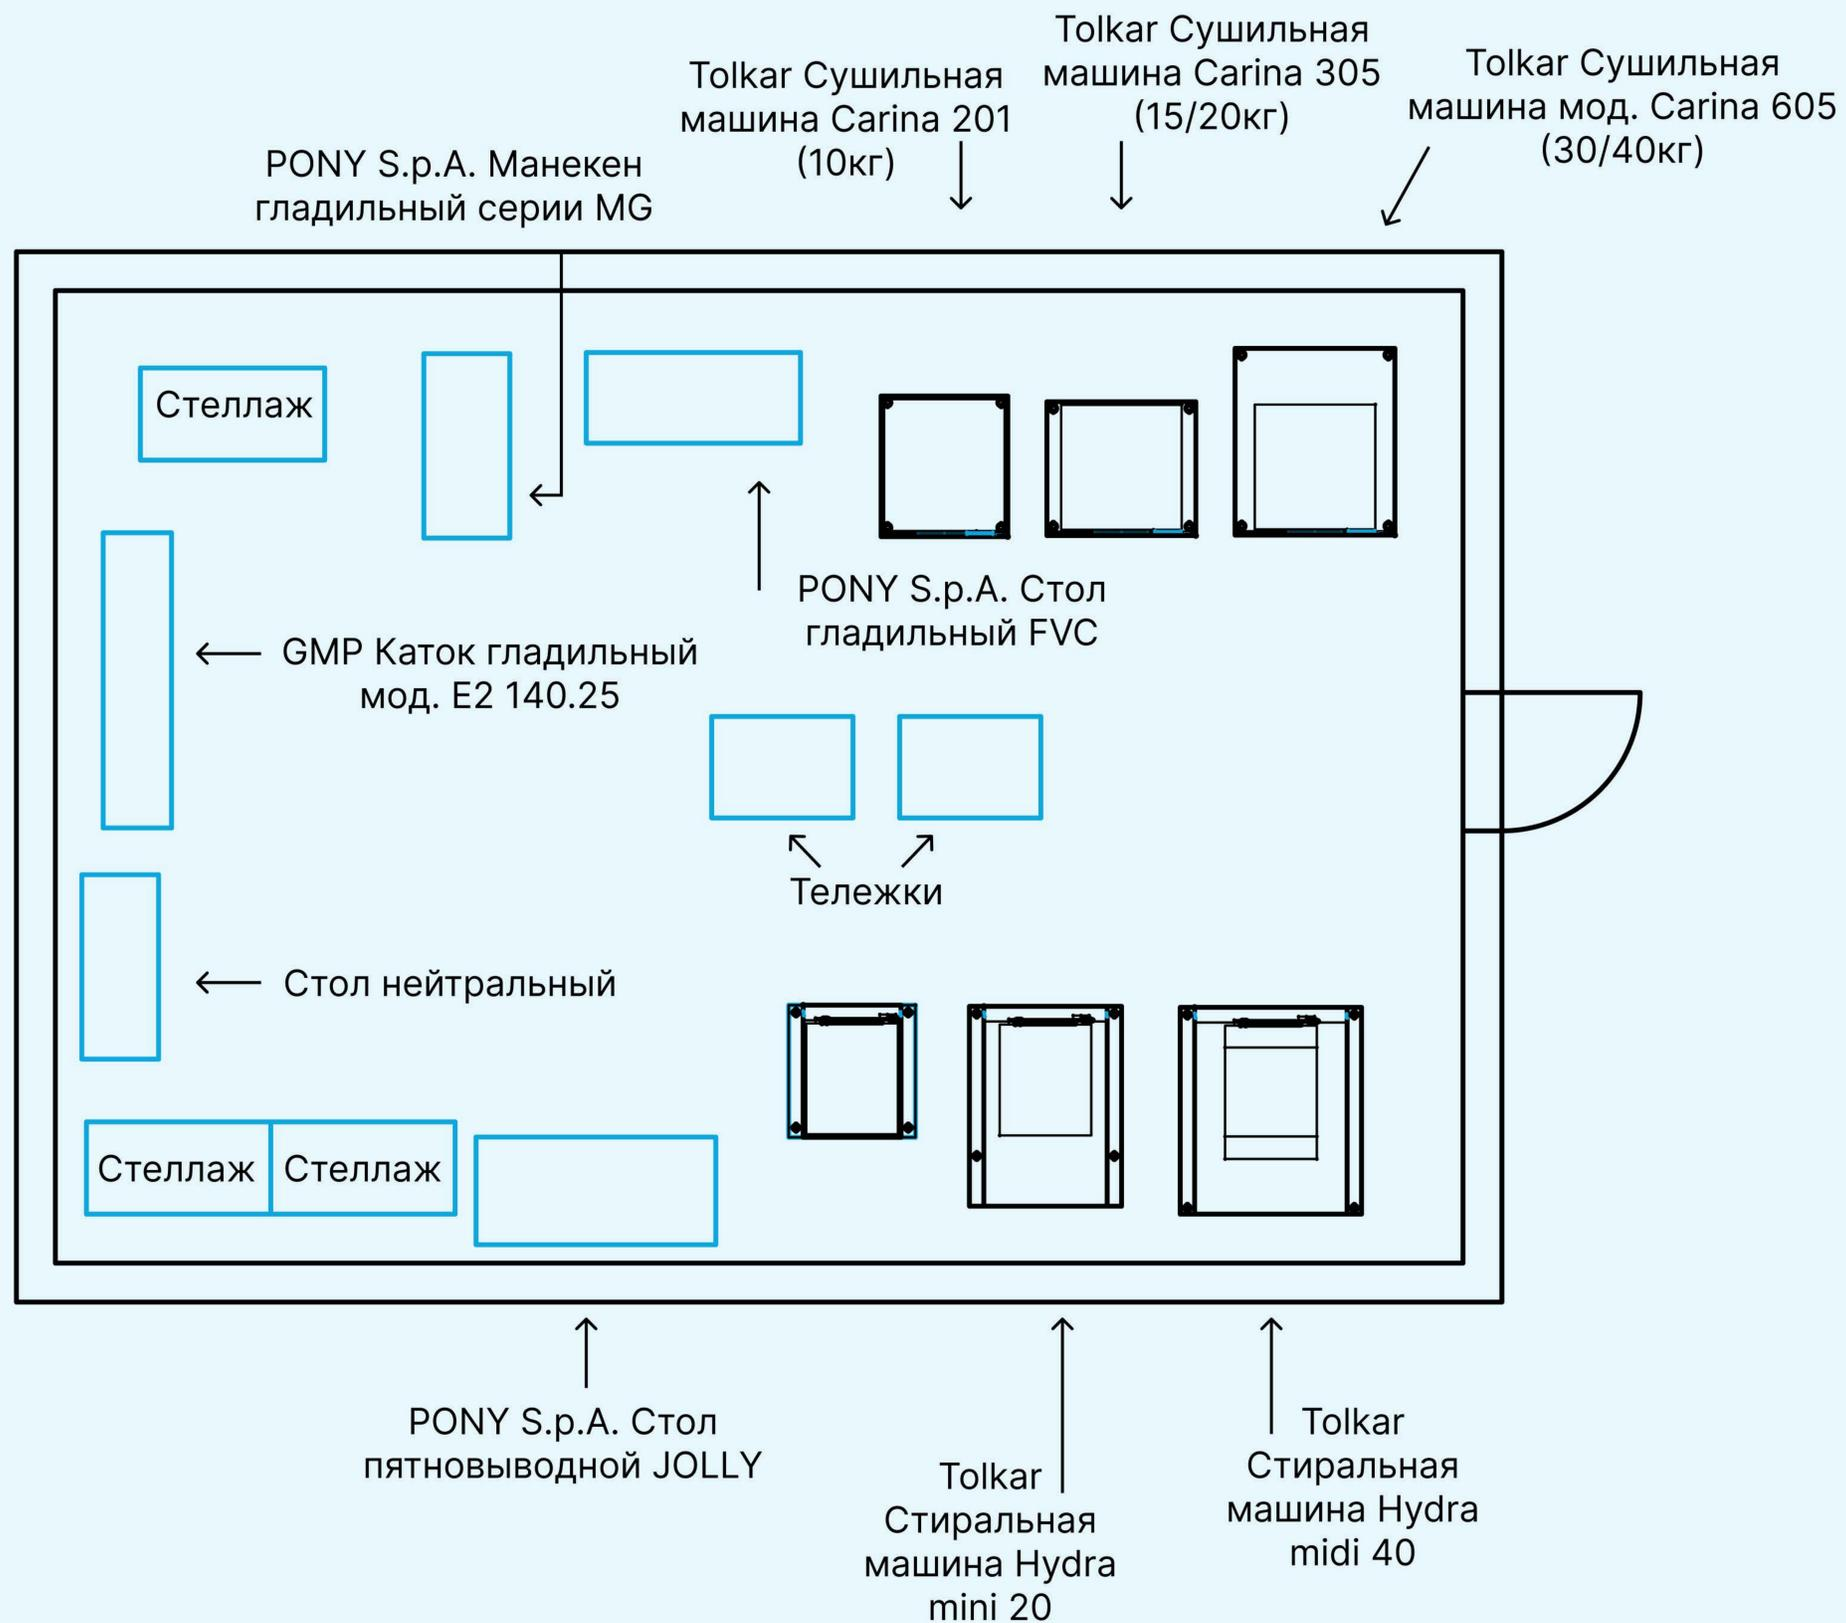 Tolkar Сушильная
машина Carina 305
(15/20кг)
Tolkar Сушильная
машина Carina 201
(10кг)
Tolkar Сушильная
машина мод. Carina 605
(30/40кг)
PONY S.p.A. Манекен
гладильный серии MG
Стеллаж
PONY S.p.A. Стол
гладильный FVC
GMP Каток гладильный
мод. E2 140.25
Тележки
Стол нейтральный
Стеллаж
Стеллаж
PONY S.p.A. Стол
пятновыводной JOLLY
Tolkar
Стиральная
машина Hydra
mini 20
Tolkar
Стиральная
машина Hydra
midi 40